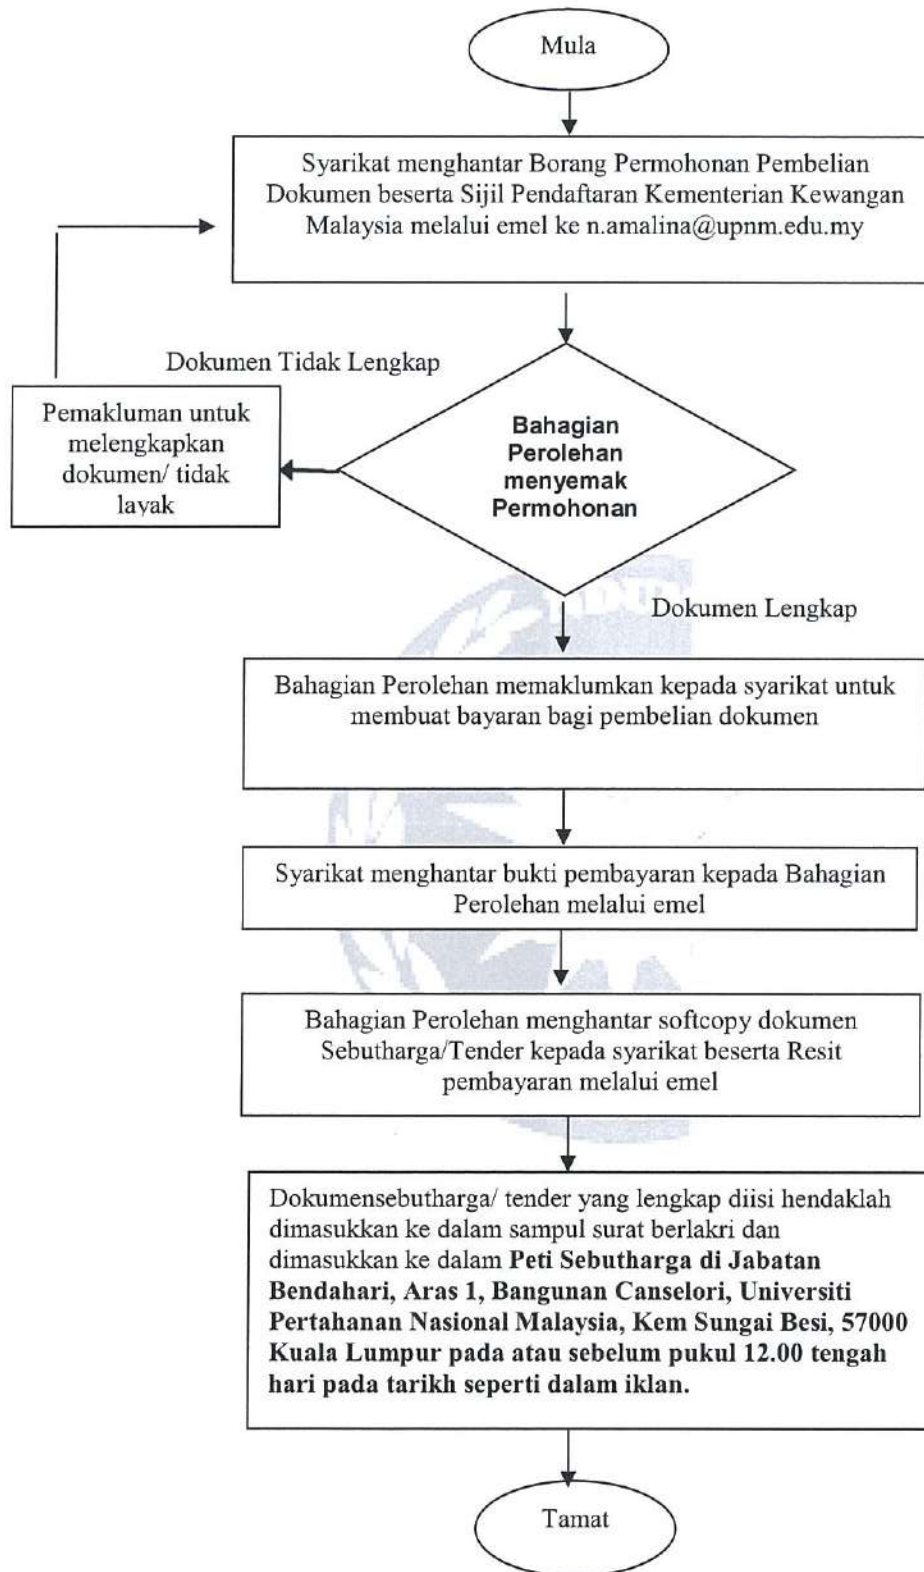 Mula
Syarikat menghantar Borang Permohonan Pembelian
Dokumen beserta Sijil Pendaftaran Kementerian Kewangan
Malaysia melalui emel ke n.amalina@upnm.edu.my
Dokumen Tidak Lengkap
Pemakluman untuk
melengkapkan
dokumen/ tidak
layak
Bahagian
Perolehan
menyemak
Permohonan
Dokumen Lengkap
Bahagian Perolehan memaklumkan kepada syarikat untuk
membuat bayaran bagi pembelian dokumen
Syarikat menghantar bukti pembayaran kepada Bahagian
Perolehan melalui emel
Bahagian Perolehan menghantar softcopy dokumen
Sebutharga/Tender kepada syarikat beserta Resit
pembayaran melalui emel
Dokumensebutharga/ tender yang lengkap diisi hendaklah
dimasukkan ke dalam sampul surat berlakri dan
dimasukkan ke dalam Peti Sebutharga di Jabatan
Bendahari, Aras 1, Bangunan Canselori, Universiti
Pertahanan Nasional Malaysia, Kem Sungai Besi, 57000
Kuala Lumpur pada atau sebelum pukul 12.00 tengah
hari pada tarikh seperti dalam iklan.
Tamat